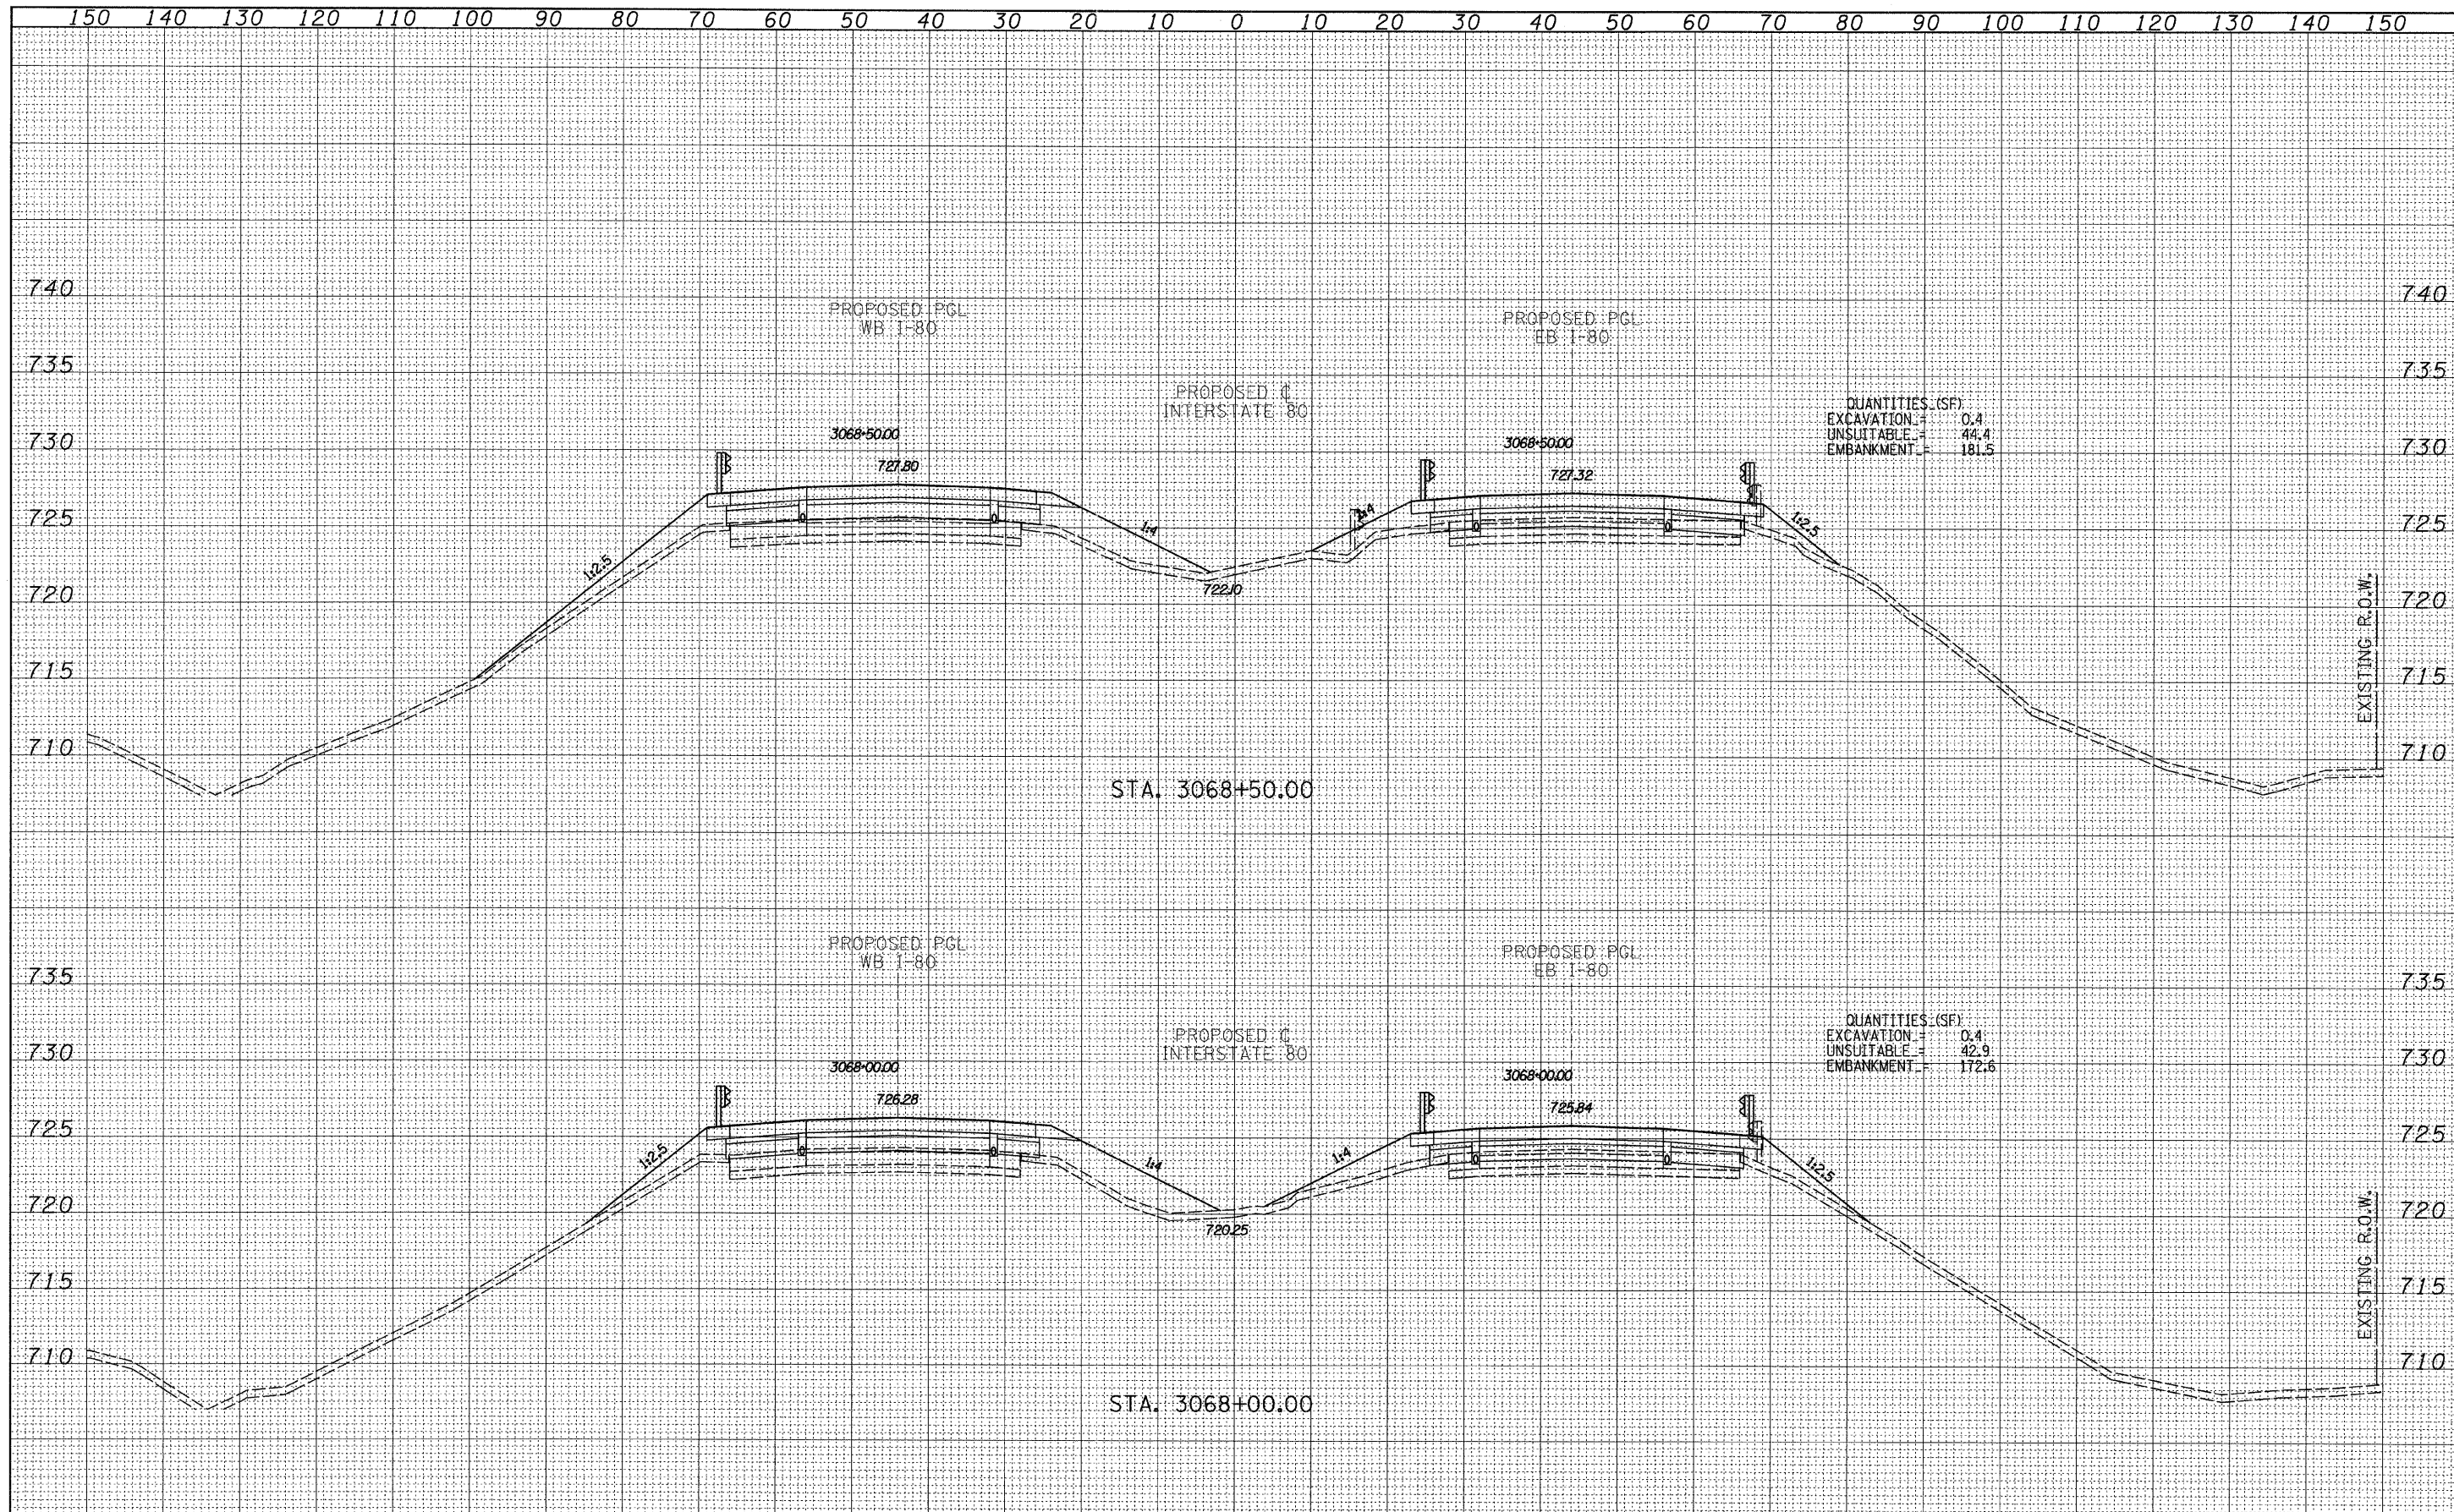 150 140 130 120 110 100 90 80 70 60 50 40 30 20 10 0 10 20 30 40 50 60 70 80 90 100 110 120 130 140 150
740 740
PROPOSED PGL
WB I-80
PROPOSED PGL
EB I-80
735 735
PROPOSED ℄
INTERSTATE 80
QUANTITIES (SF)
EXCAVATION = 0.4
UNSUITABLE = 44.4
EMBANKMENT = 181.5
3068+50.00
3068+50.00
730 730
727.80
727.32
725 725
1:2.5
1:4
1:4
1:2.5
722.10
720 720
EXISTING R.O.W.
715 715
710 710
STA. 3068+50.00
PROPOSED PGL
WB I-80
PROPOSED PGL
EB I-80
735 735
PROPOSED ℄
INTERSTATE 80
QUANTITIES (SF)
EXCAVATION = 0.4
UNSUITABLE = 42.9
EMBANKMENT = 172.6
730 730
3068+00.00
3068+00.00
726.28
725.84
725 725
1:2.5
1:4
1:4
1:2.5
720.25
720 720
EXISTING R.O.W.
715 715
710 710
STA. 3068+00.00